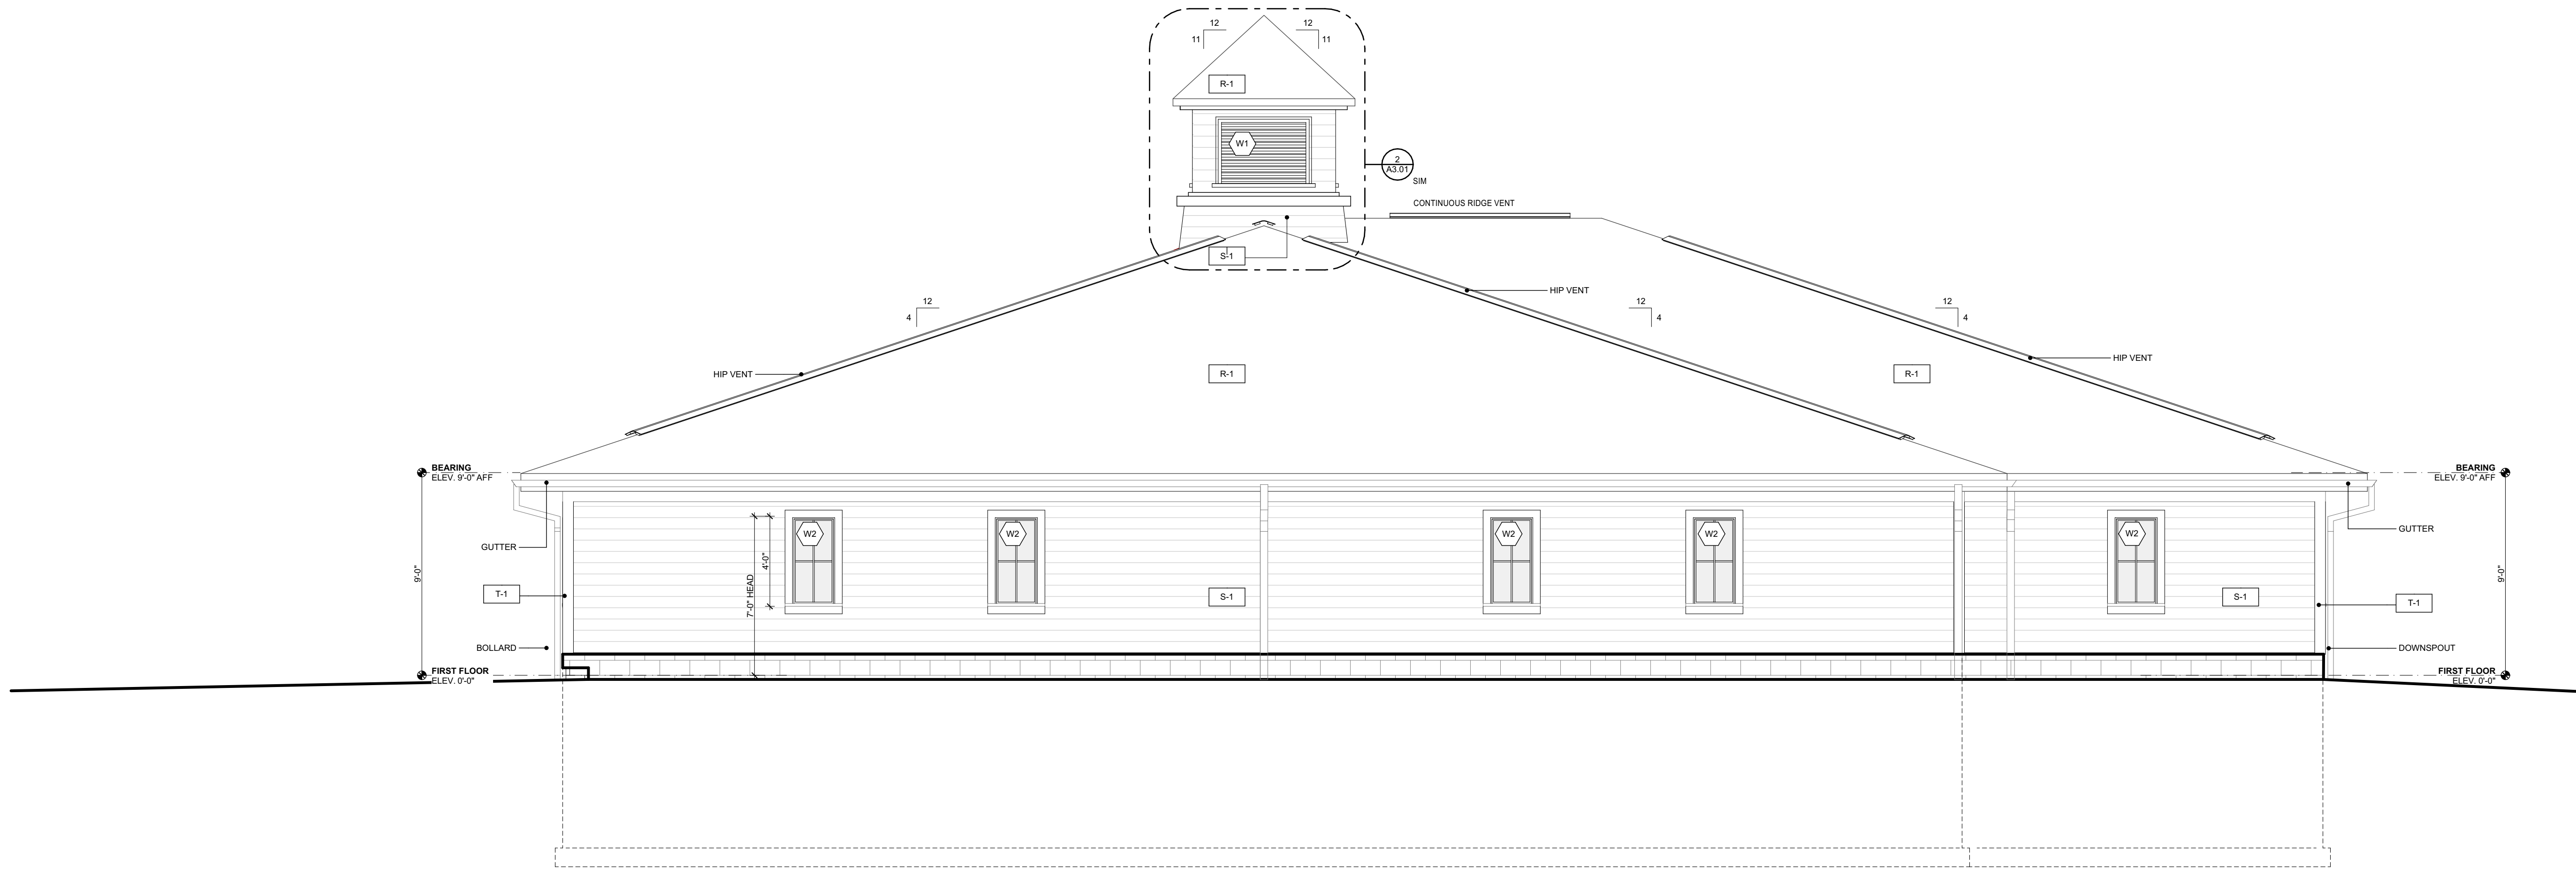 12
12
11
11
R-1
W1
2
A3.01
SIM
CONTINUOUS RIDGE VENT
S-1
HIP VENT
12
4
12
4
12
4
HIP VENT
HIP VENT
R-1
R-1
BEARING
ELEV. 9'-0" AFF
BEARING
ELEV. 9'-0" AFF
GUTTER
W2
W2
W2
W2
W2
GUTTER
9'-0"
4'-0"
7'-0" HEAD
9'-0"
T-1
S-1
S-1
T-1
BOLLARD
DOWNSPOUT
FIRST FLOOR
ELEV. 0'-0"
FIRST FLOOR
ELEV. 0'-0"